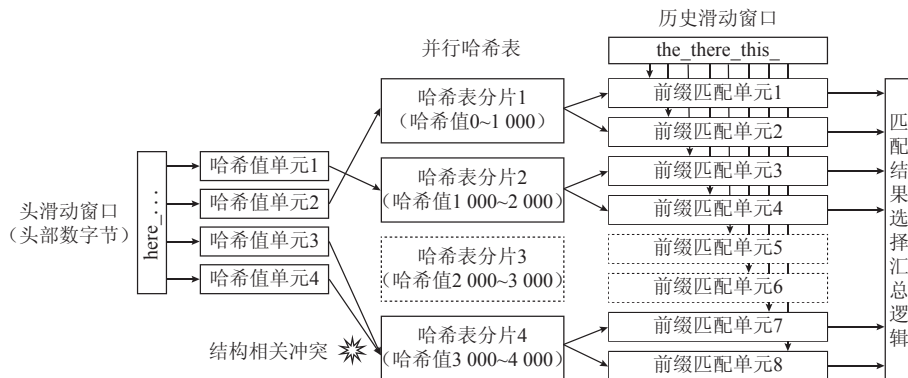 历史滑动窗口
并行哈希表
the_there_this_
哈希表分片1
（哈希值0~1 000）
前缀匹配单元1
前缀匹配单元2
哈希值单元1
哈希值单元2
哈希值单元3
哈希值单元4
头滑动窗口
（头部数字节）
here_…
哈希表分片2
（哈希值1 000~2 000）
前缀匹配单元3
前缀匹配单元4
哈希表分片3
（哈希值2 000~3 000）
前缀匹配单元5
前缀匹配单元6
结构相关冲突
哈希表分片4
（哈希值3 000~4 000）
前缀匹配单元7
前缀匹配单元8
匹配结果选择汇总逻辑